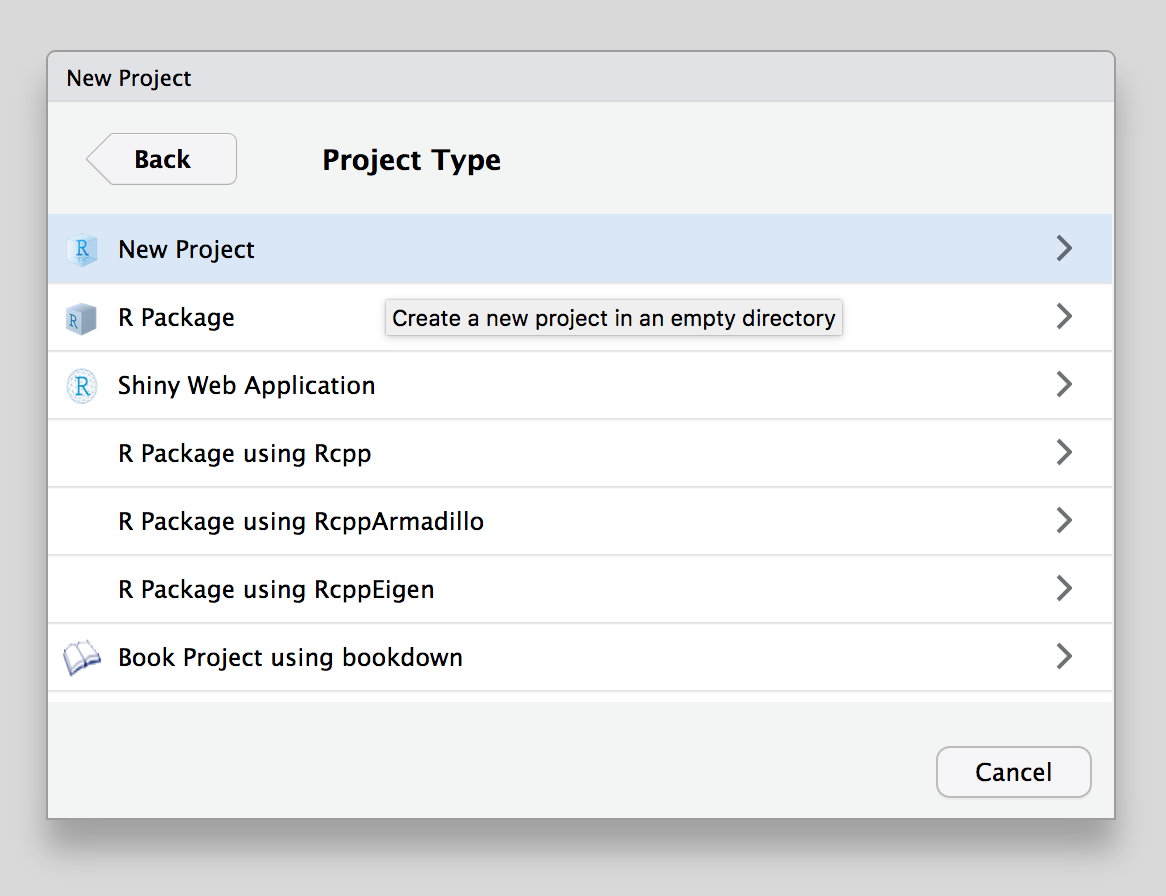 New Project
Back
Project Type
R New Project
R R Package
Create a new project in an empty directory
R Shiny Web Application
R Package using Rcpp
R Package using RcppArmadillo
R Package using RcppEigen
Book Project using bookdown
Cancel